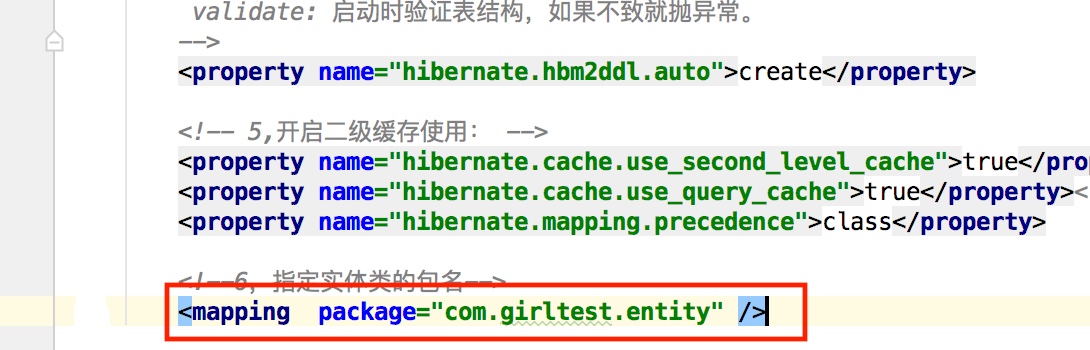 validate: 启动时验证表结构，如果不致就抛异常。
-->
<property name="hibernate.hbm2ddl.auto">create</property>
<!-- 5,开启二级缓存使用： -->
<property name="hibernate.cache.use_second_level_cache">true</pro
<property name="hibernate.cache.use_query_cache">true</property><
<property name="hibernate.mapping.precedence">class</property>
<!--6，指定实体类的包名-->
<mapping  package="com.girltest.entity" />